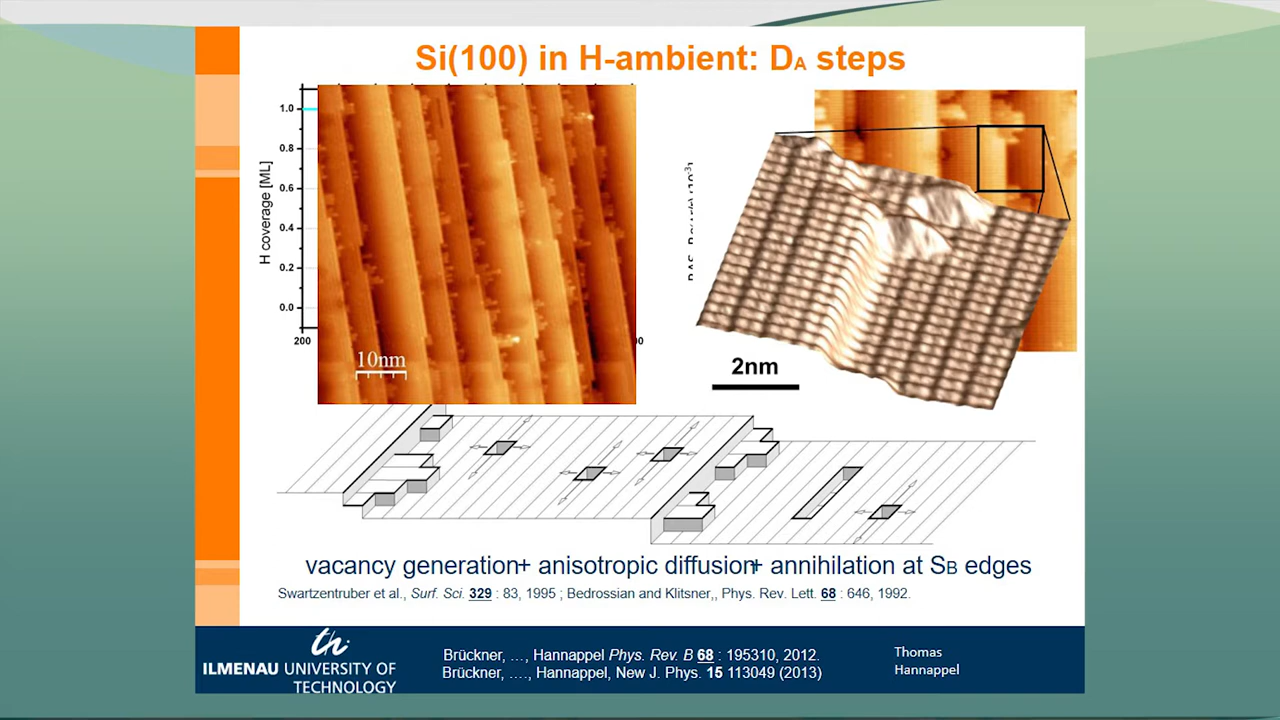 Si(100) in H-ambient: DA steps
H coverage [ML]
1.0
0.8
0.6
0.4
0.2
0.0
200
10nm
2nm
vacancy generation+ anisotropic diffusion+ annihilation at SB edges
Swartzentruber et al., Surf. Sci. 329 : 83, 1995 ; Bedrossian and Klitsner,, Phys. Rev. Lett. 68 : 646, 1992.
th
ILMENAU UNIVERSITY OF
TECHNOLOGY
Brückner, …, Hannappel Phys. Rev. B 68 : 195310, 2012.
Brückner, …., Hannappel, New J. Phys. 15 113049 (2013)
Thomas
Hannappel